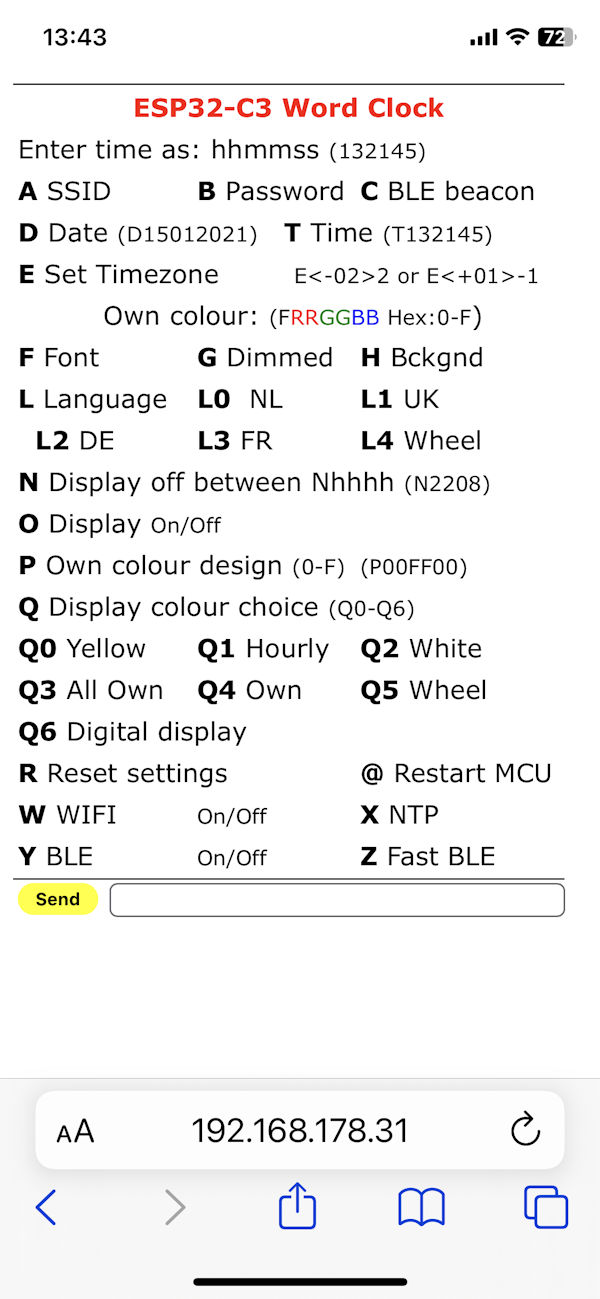 13:43 72
ESP32-C3 Word Clock
Enter time as: hhmmss (132145)
A SSID B Password C BLE beacon
D Date (D15012021) T Time (T132145)
E Set Timezone E<-02>2 or E<+01>-1
Own colour: (FRRGGBB Hex:0-F)
F Font G Dimmed H Bckgnd
L Language L0 NL L1 UK
L2 DE L3 FR L4 Wheel
N Display off between Nhhhh (N2208)
O Display On/Off
P Own colour design (0-F) (P00FF00)
Q Display colour choice (Q0-Q6)
Q0 Yellow Q1 Hourly Q2 White
Q3 All Own Q4 Own Q5 Wheel
Q6 Digital display
R Reset settings @ Restart MCU
W WIFI On/Off X NTP
Y BLE On/Off Z Fast BLE
Send
AA 192.168.178.31